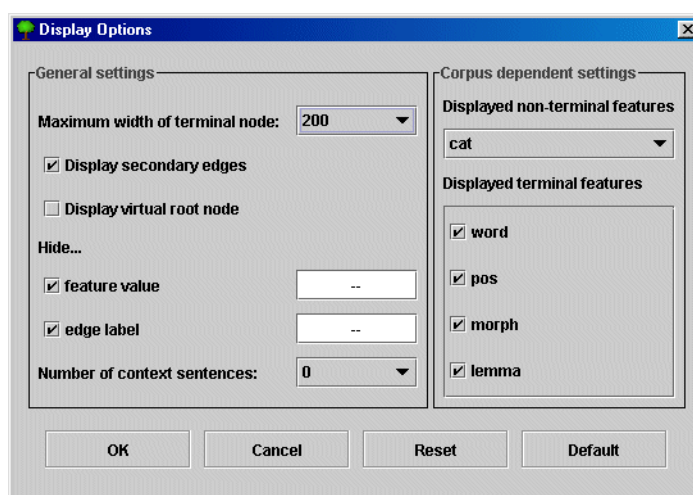 Display Options
General settings
Maximum width of terminal node: 200
Display secondary edges
Display virtual root node
Hide...
feature value --
edge label --
Number of context sentences: 0
Corpus dependent settings
Displayed non-terminal features
cat
Displayed terminal features
word
pos
morph
lemma
OK Cancel Reset Default